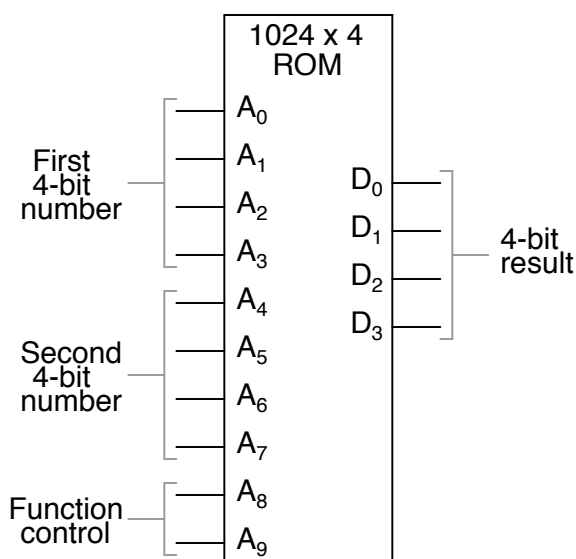 1024 x 4
ROM
A0
A1
A2
A3
A4
A5
A6
A7
A8
A9
First
4-bit
number
Second
4-bit
number
Function
control
D0
D1
D2
D3
4-bit
result